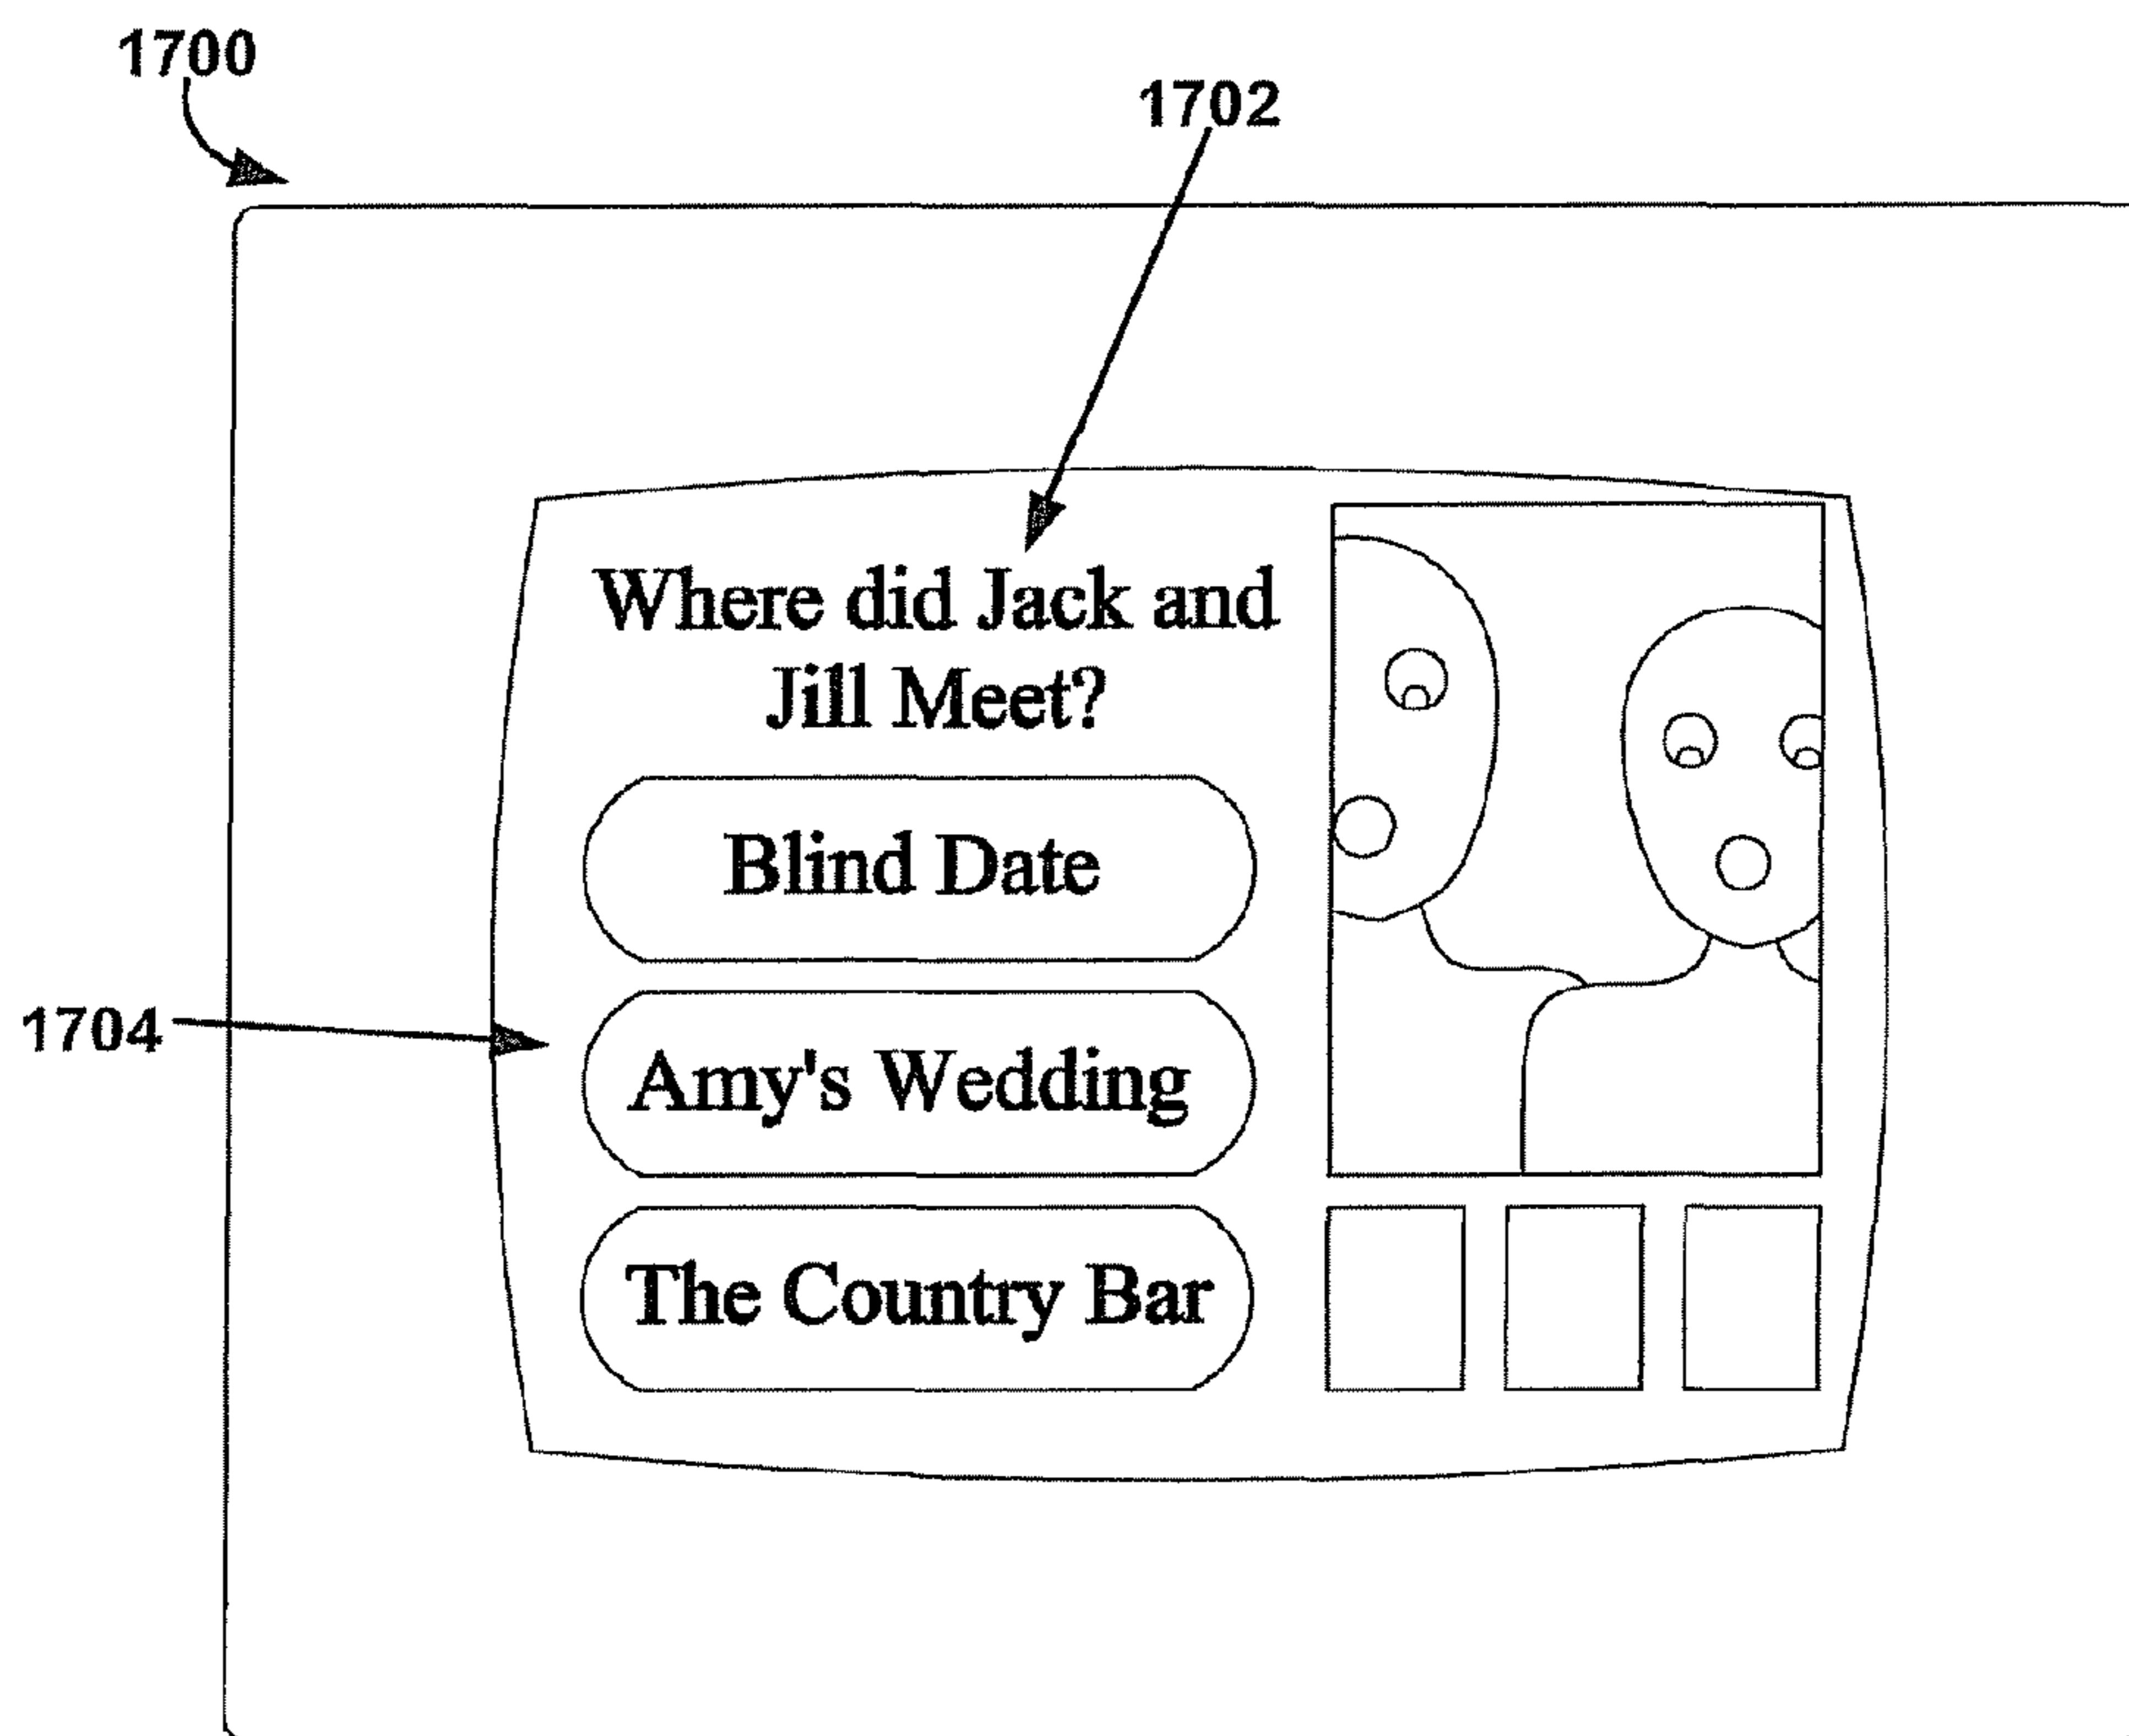 1700
1702
Where did Jack and
Jill Meet?
Blind Date
1704
Amy's Wedding
The Country Bar